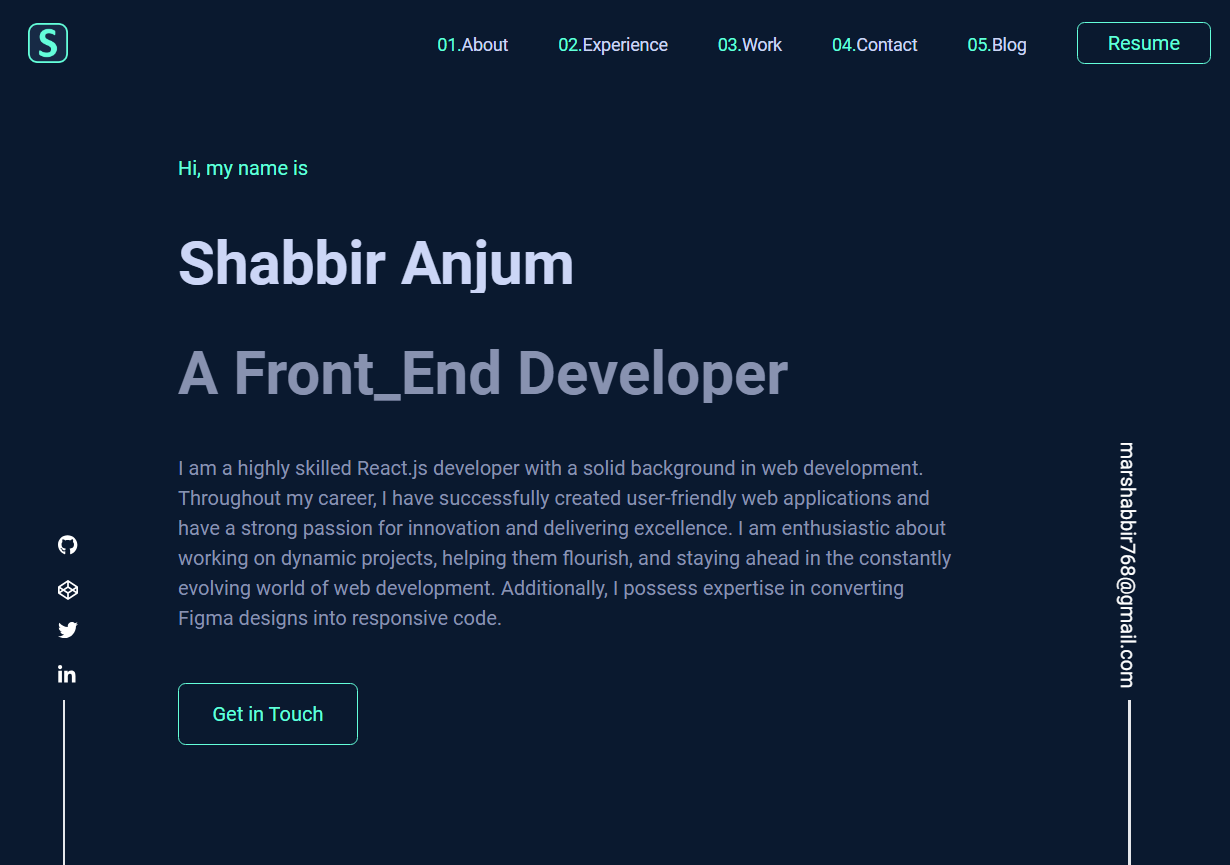 S
01.About 02.Experience 03.Work 04.Contact 05.Blog Resume
Hi, my name is
Shabbir Anjum
A Front_End Developer
I am a highly skilled React.js developer with a solid background in web development.
Throughout my career, I have successfully created user-friendly web applications and
have a strong passion for innovation and delivering excellence. I am enthusiastic about
working on dynamic projects, helping them flourish, and staying ahead in the constantly
evolving world of web development. Additionally, I possess expertise in converting
Figma designs into responsive code.
Get in Touch
in
marshabbir768@gmail.com